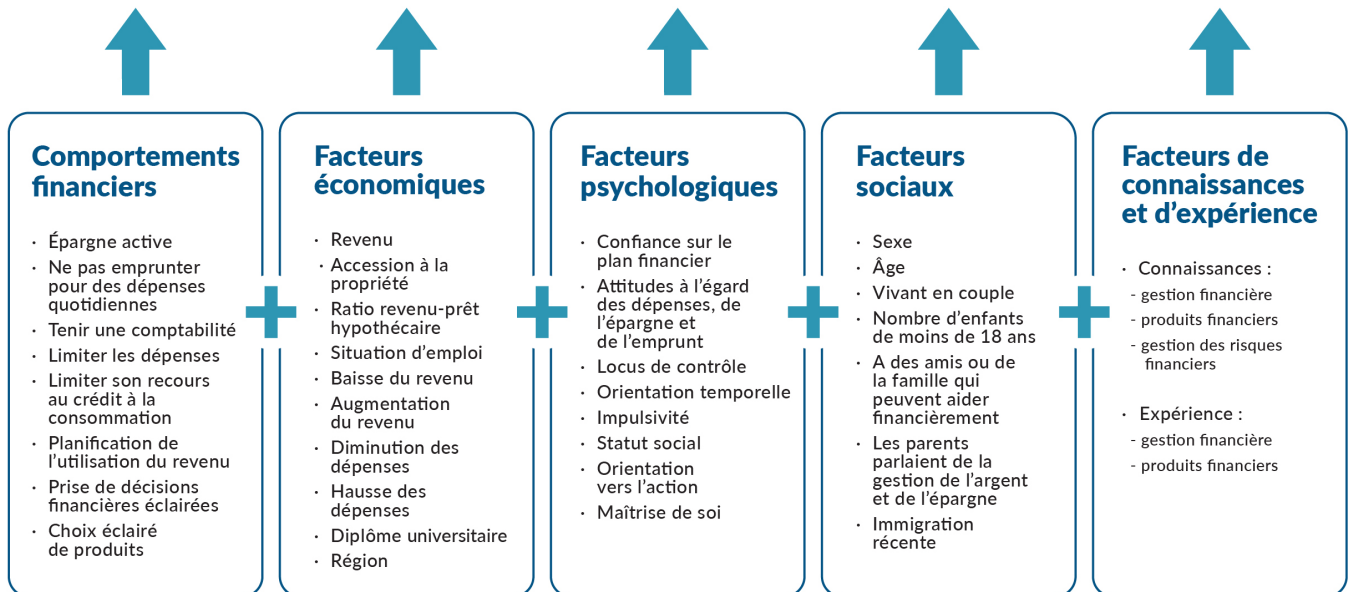 Comportements
financiers
· Épargne active
· Ne pas emprunter
pour des dépenses
quotidiennes
· Tenir une comptabilité
· Limiter les dépenses
· Limiter son recours
au crédit à la
consommation
· Planification de
l’utilisation du revenu
· Prise de décisions
financières éclairées
· Choix éclairé
de produits
Facteurs
économiques
· Revenu
· Accession à la
propriété
· Ratio revenu-prêt
hypothécaire
· Situation d’emploi
· Baisse du revenu
· Augmentation
du revenu
· Diminution des
dépenses
· Hausse des
dépenses
· Diplôme universitaire
· Région
Facteurs
psychologiques
· Confiance sur le
plan financier
· Attitudes à l’égard
des dépenses, de
l’épargne et
de l’emprunt
· Locus de contrôle
· Orientation temporelle
· Impulsivité
· Statut social
· Orientation
vers l’action
· Maîtrise de soi
Facteurs
sociaux
· Sexe
· Âge
· Vivant en couple
· Nombre d’enfants
de moins de 18 ans
· A des amis ou de
la famille qui
peuvent aider
financièrement
· Les parents
parlaient de la
gestion de l’argent
et de l’épargne
· Immigration
récente
Facteurs de
connaissances
et d’expérience
· Connaissances :
- gestion financière
- produits financiers
- gestion des risques
financiers
· Expérience :
- gestion financière
- produits financiers